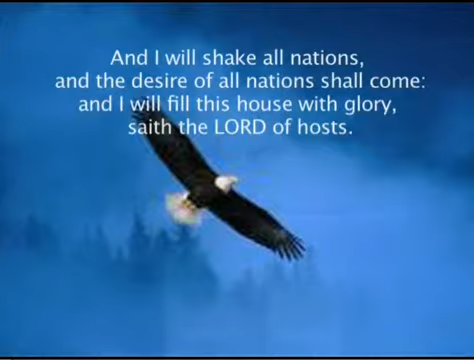 And I will shake all nations,
and the desire of all nations shall come:
and I will fill this house with glory,
saith the LORD of hosts.